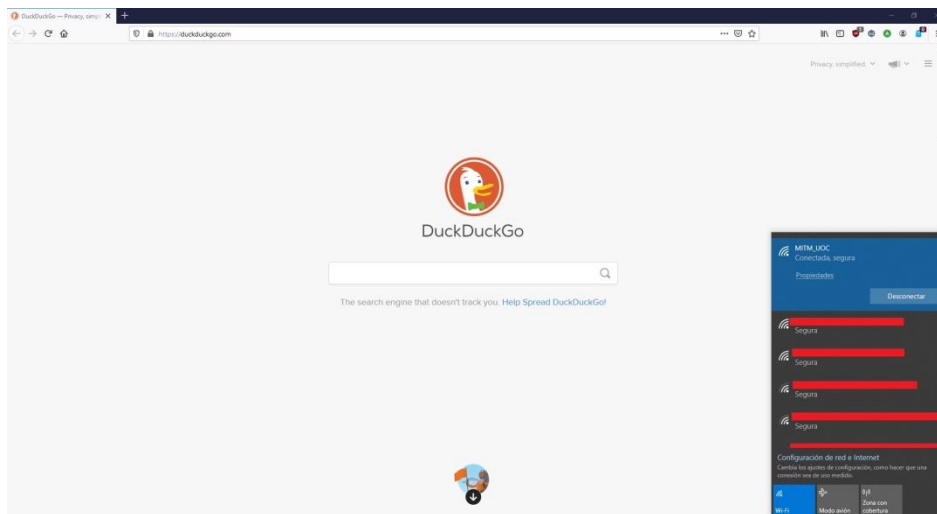 DuckDuckGo — Privacy, simpl
https://duckduckgo.com
Privacy, simplified.
DuckDuckGo
The search engine that doesn't track you. Help Spread DuckDuckGo!
MITM_UOC
Conectada, segura
Propiedades
Desconectar
Segura
Segura
Segura
Segura
Configuración de red e Internet
Cambia los ajustes de configuración, como hacer que una
conexión sea de uso medido.
Wi-Fi
Modo avión
Zona con
cobertura